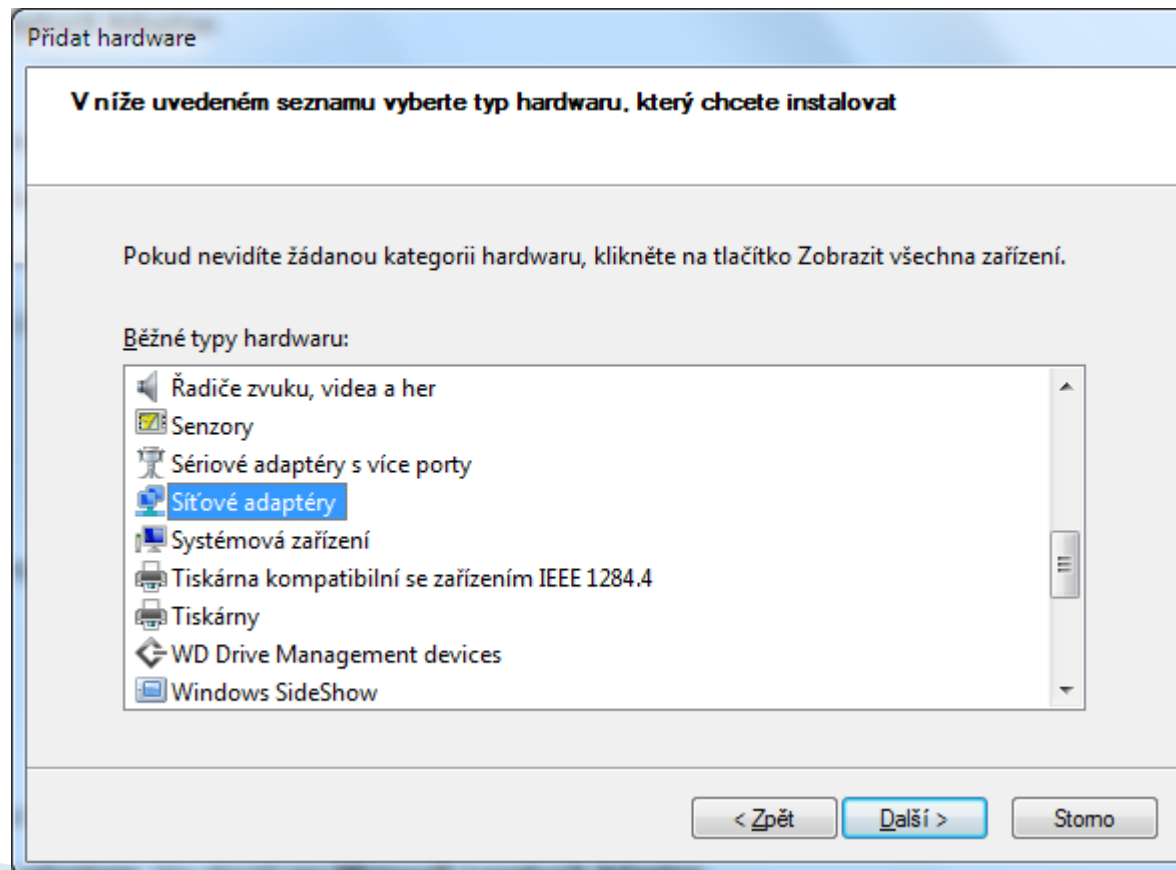 Přidat hardware
V níže uvedeném seznamu vyberte typ hardwaru, který chcete instalovat
Pokud nevidíte žádanou kategorii hardwaru, klikněte na tlačítko Zobrazit všechna zařízení.
Běžné typy hardwaru:
Řadiče zvuku, videa a her
Senzory
Sériové adaptéry s více porty
Síťové adaptéry
Systémová zařízení
Tiskárna kompatibilní se zařízením IEEE 1284.4
Tiskárny
WD Drive Management devices
Windows SideShow
< Zpět Další > Storno